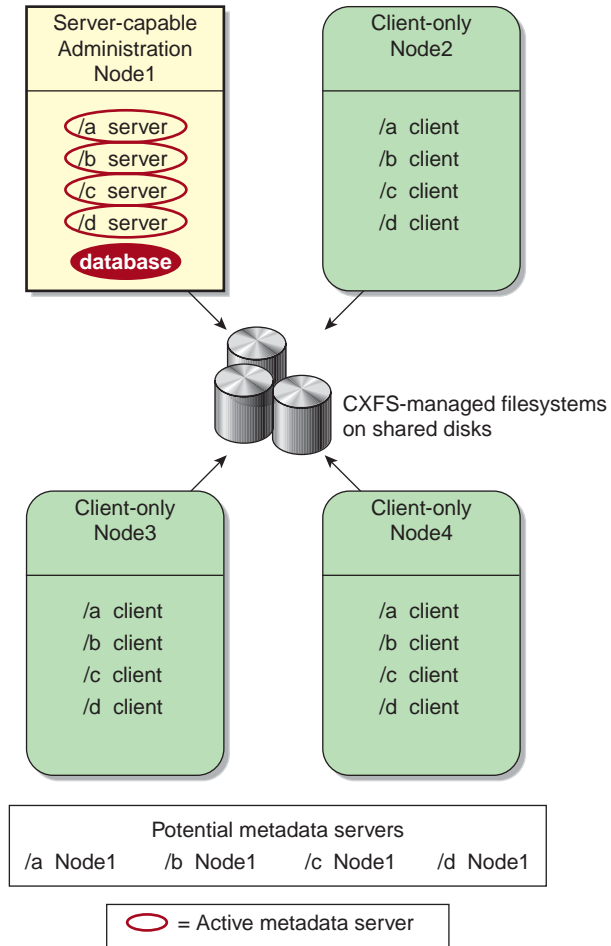 Server-capable
Administration
Node1
/a server
/b server
/c server
/d server
database
Client-only
Node2
/a client
/b client
/c client
/d client
CXFS-managed filesystems
on shared disks
Client-only
Node3
/a client
/b client
/c client
/d client
Client-only
Node4
/a client
/b client
/c client
/d client
Potential metadata servers
/a Node1 /b Node1 /c Node1 /d Node1
= Active metadata server